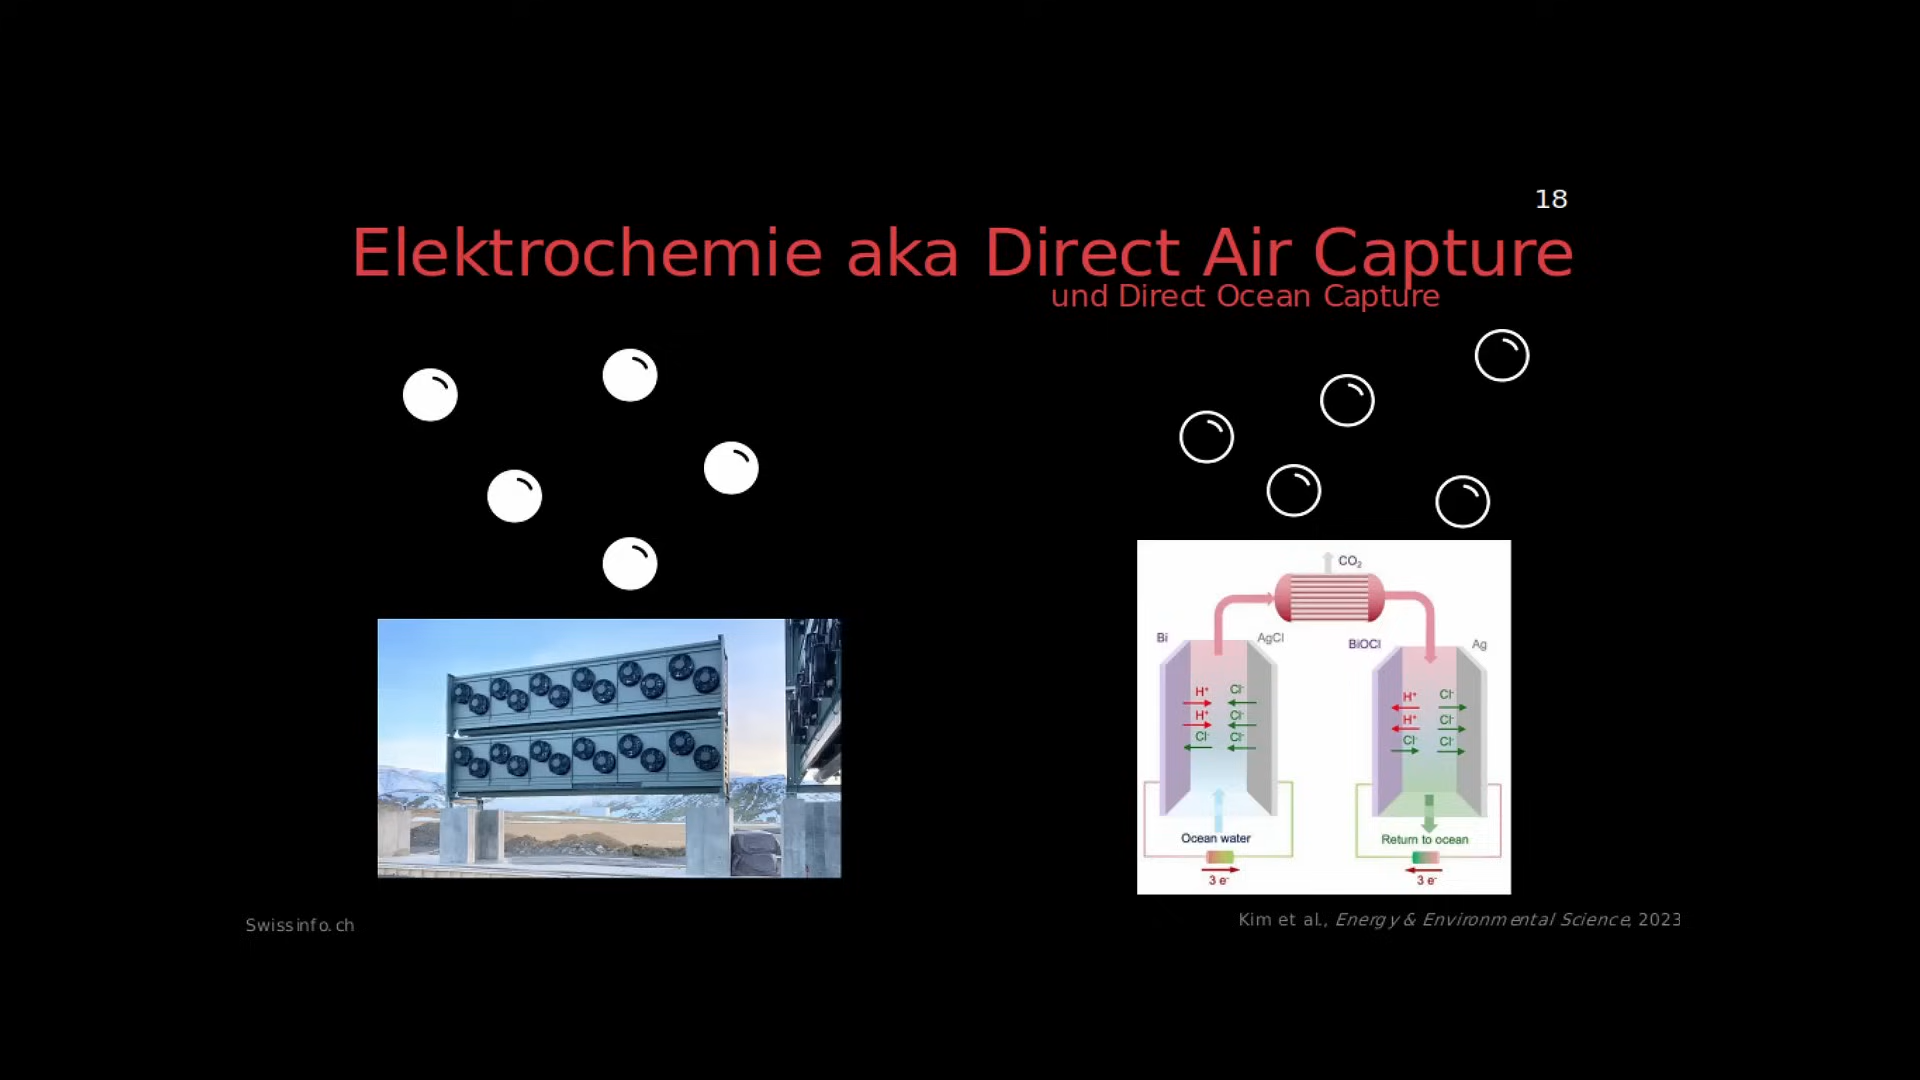 18
Elektrochemie aka Direct Air Capture
und Direct Ocean Capture
CO₂
Bi
AgCl
BiOCl
Ag
H⁺ Cl⁻
H⁺ Cl⁻
Cl⁻ Cl⁻
H⁺ Cl⁻
H⁺ Cl⁻
Cl⁻ Cl⁻
Ocean water
Return to ocean
3 e⁻
3 e⁻
Swissinfo.ch
Kim et al., Energy & Environmental Science, 2023